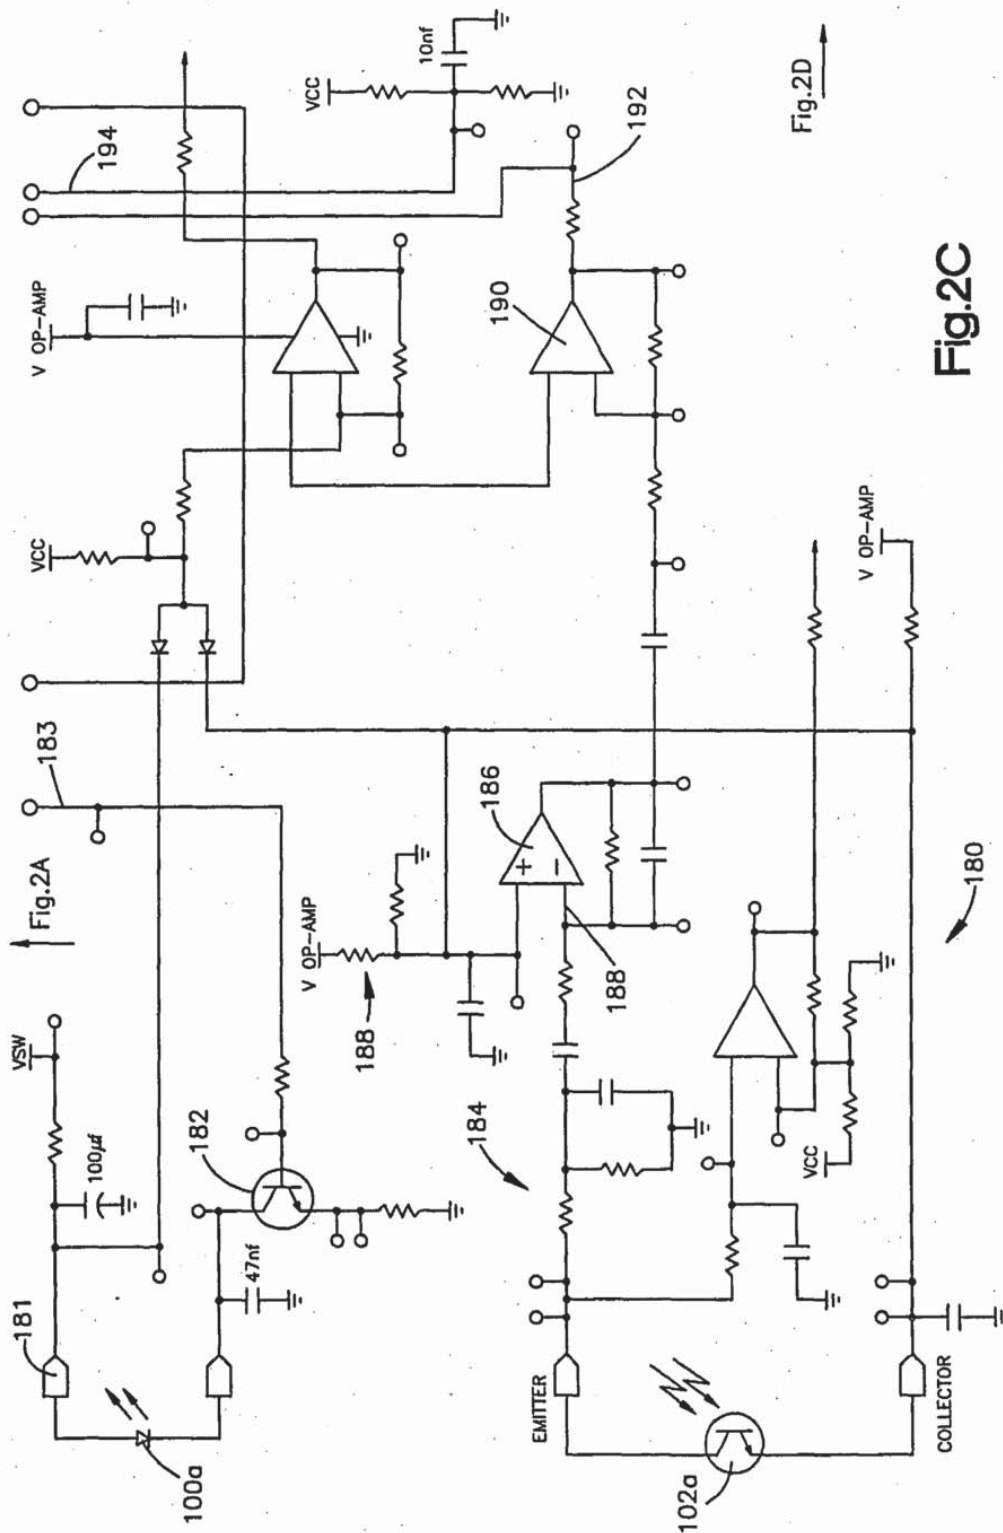 Fig.2A
183
VSW
181
100µf
100a
47nf
182
VCC
V OP-AMP
194
VCC
10nf
V OP-AMP
188
186
188
184
190
192
Fig.2D
EMITTER
102a
COLLECTOR
VCC
V OP-AMP
180
Fig.2C